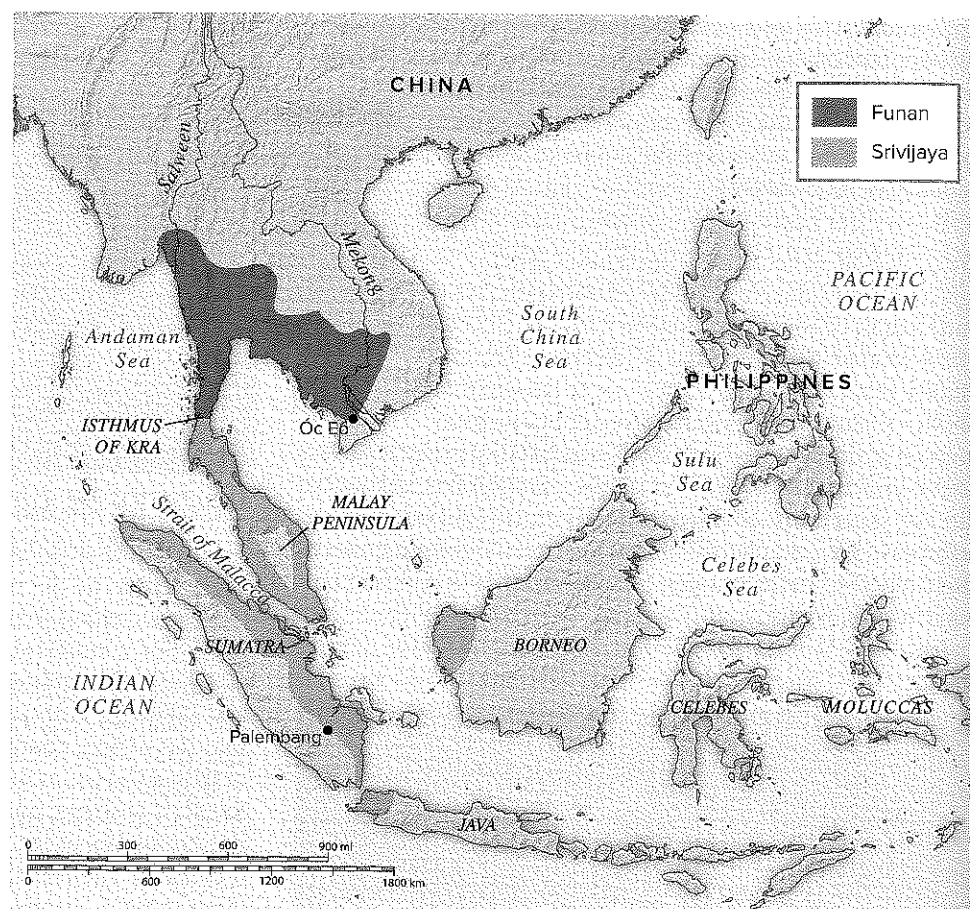 CHINA
Funan
Srivijaya
Salween
Mekong
PACIFIC
OCEAN
South
China
Sea
Andaman
Sea
PHILIPPINES
ISTHMUS
OF KRA
Oc Eo
Sulu
Sea
MALAY
PENINSULA
Strait of Malacca
Celebes
Sea
SUMATRA
BORNEO
INDIAN
OCEAN
CELEBES
MOLUCCAS
Palembang
JAVA
0 300 600 900 mi
0 600 1200 1800 km